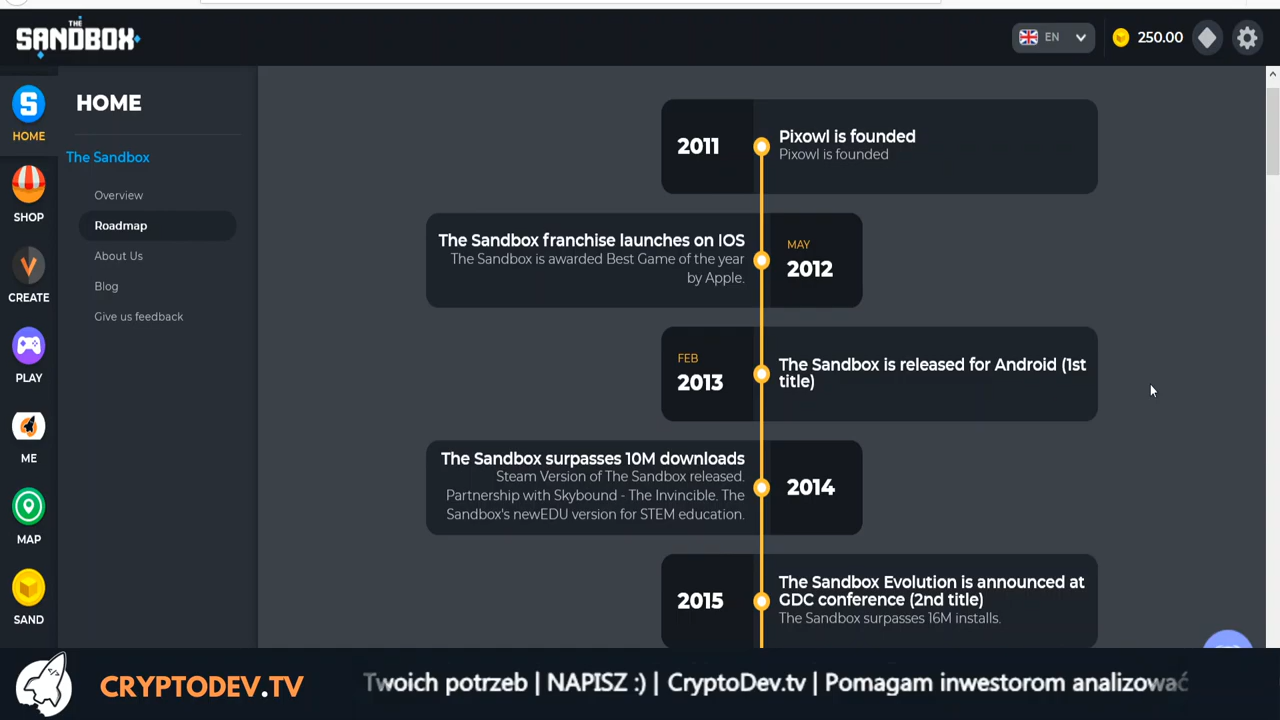 THE
SANDBOX
EN
250.00
HOME
SHOP
CREATE
PLAY
ME
MAP
SAND
HOME
The Sandbox
Overview
Roadmap
About Us
Blog
Give us feedback
2011
Pixowl is founded
Pixowl is founded
The Sandbox franchise launches on IOS
The Sandbox is awarded Best Game of the year
by Apple.
MAY
2012
FEB
2013
The Sandbox is released for Android (1st
title)
The Sandbox surpasses 10M downloads
Steam Version of The Sandbox released.
Partnership with Skybound - The Invincible. The
Sandbox's newEDU version for STEM education.
2014
2015
The Sandbox Evolution is announced at
GDC conference (2nd title)
The Sandbox surpasses 16M installs.
CRYPTODEV.TV
Twoich potrzeb | NAPISZ :) | CryptoDev.tv | Pomagam inwestorom analizować